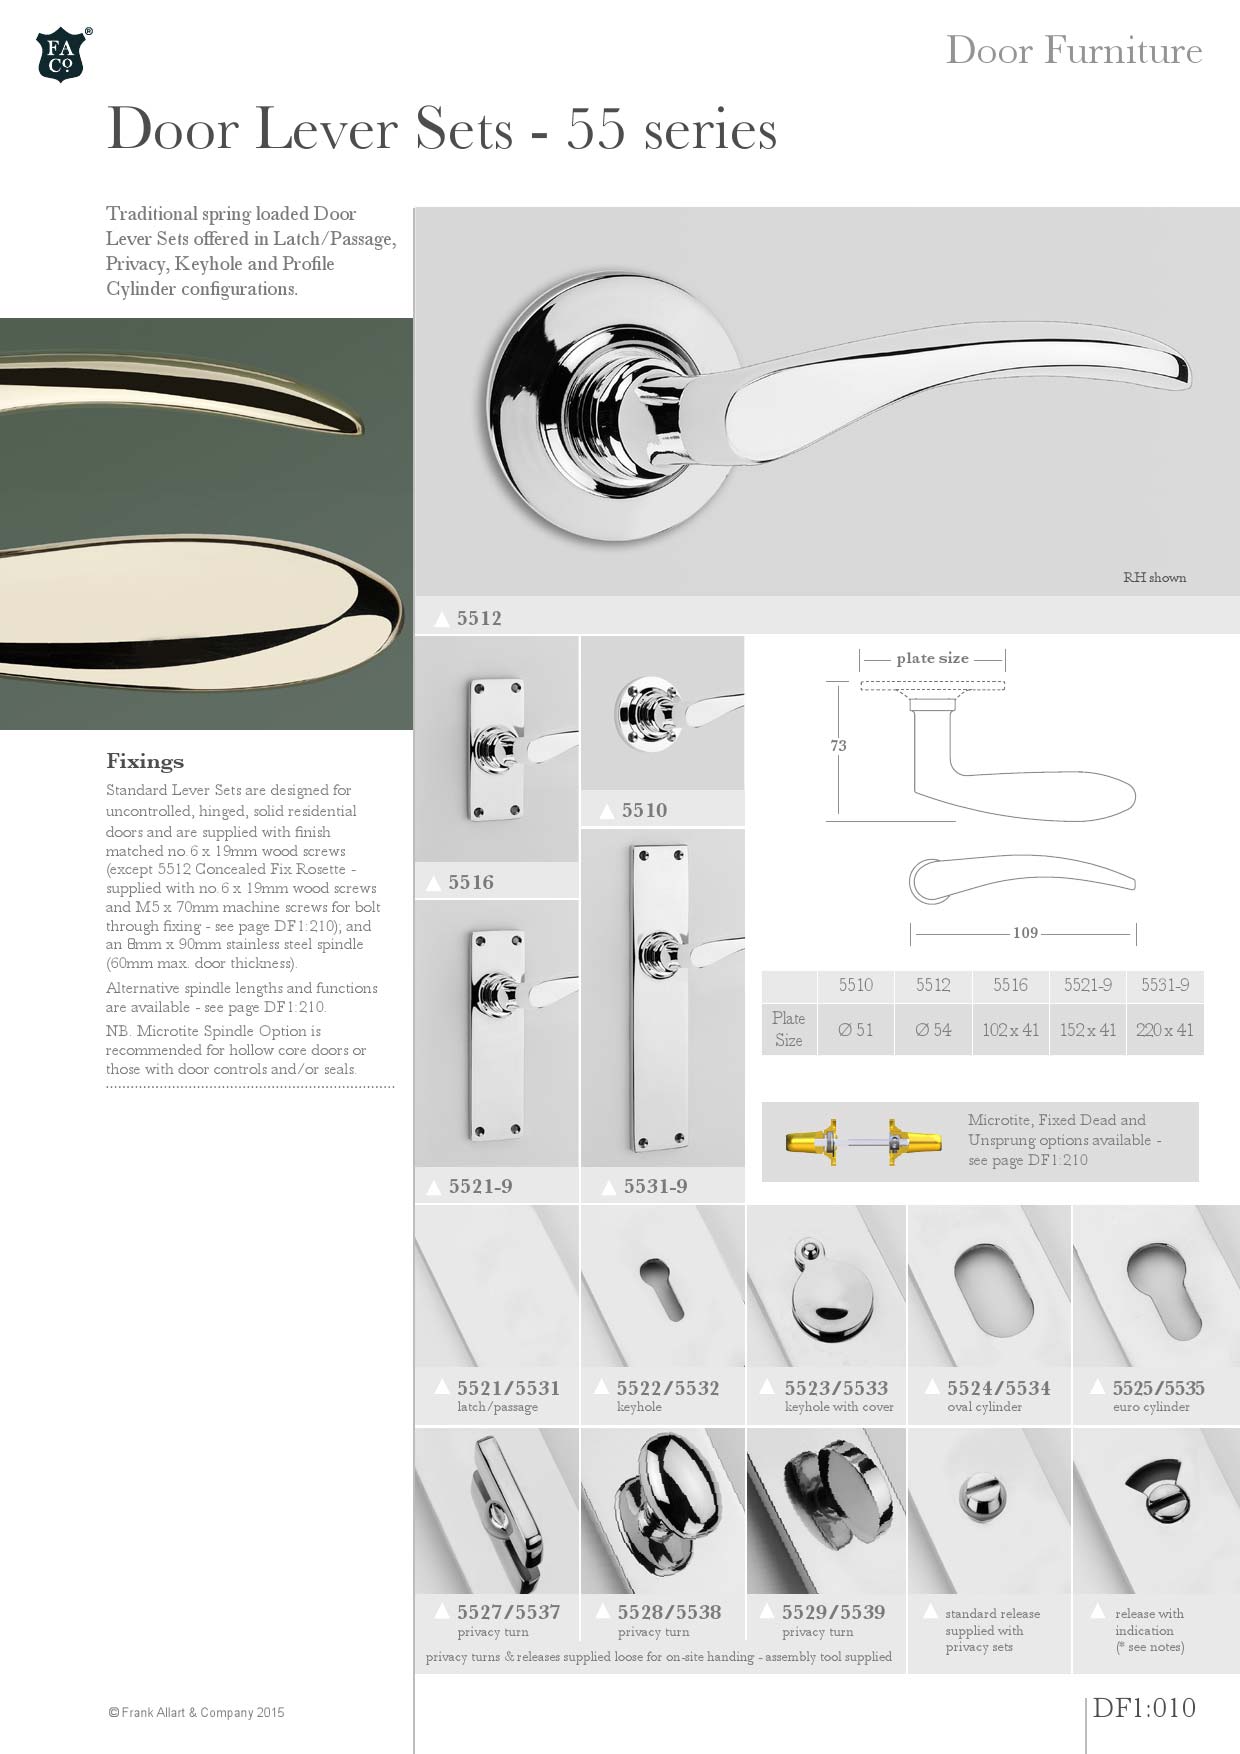 FA
Co.
®
Door Furniture
Door Lever Sets - 55 series
Traditional spring loaded Door
Lever Sets offered in Latch/Passage,
Privacy, Keyhole and Profile
Cylinder configurations.
RH shown
5512
Fixings
Standard Lever Sets are designed for
uncontrolled, hinged, solid residential
doors and are supplied with finish
matched no.6 x 19mm wood screws
(except 5512 Concealed Fix Rosette -
supplied with no.6 x 19mm wood screws
and M5 x 70mm machine screws for bolt
through fixing - see page DF1:210); and
an 8mm x 90mm stainless steel spindle
(60mm max. door thickness).
Alternative spindle lengths and functions
are available - see page DF1:210.
NB. Microtite Spindle Option is
recommended for hollow core doors or
those with door controls and/or seals.
5516
5510
5521-9
5531-9
plate size
73
109
5510 5512 5516 5521-9 5531-9
Plate
Size
Ø 51 Ø 54 102 x 41 152 x 41 220 x 41
Microtite, Fixed Dead and
Unsprung options available -
see page DF1:210
5521/5531
latch/passage
5522/5532
keyhole
5523/5533
keyhole with cover
5524/5534
oval cylinder
5525/5535
euro cylinder
5527/5537
privacy turn
5528/5538
privacy turn
5529/5539
privacy turn
standard release
supplied with
privacy sets
release with
indication
(* see notes)
privacy turns & releases supplied loose for on-site handing - assembly tool supplied
© Frank Allart & Company 2015
DF1:010